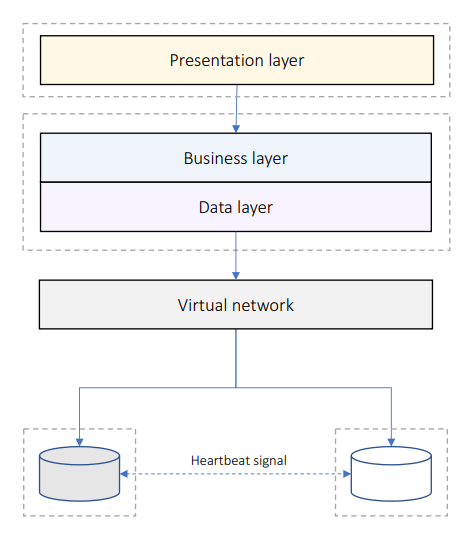 Presentation layer
Business layer
Data layer
Virtual network
Heartbeat signal